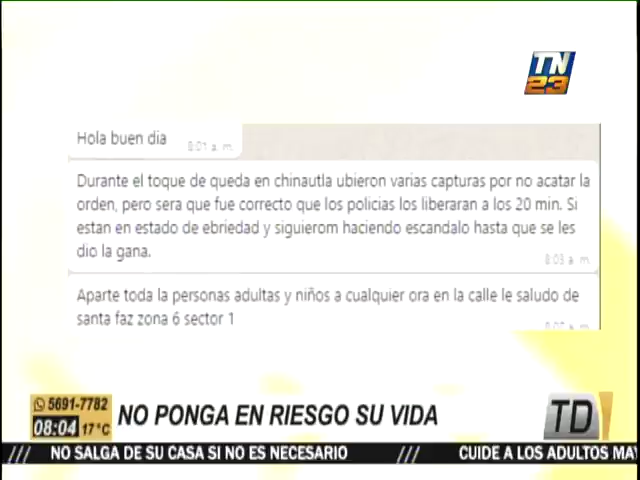 TN
23
Hola buen dia
8:01 a. m.
Durante el toque de queda en chinautla ubieron varias capturas por no acatar la
orden, pero sera que fue correcto que los policias los liberaran a los 20 min. Si
estan en estado de ebriedad y siguierom haciendo escandalo hasta que se les
dio la gana.
8:03 a. m.
Aparte toda la personas adultas y niños a cualquier ora en la calle le saludo de
santa faz zona 6 sector 1
5691-7782
08:04 17°C
NO PONGA EN RIESGO SU VIDA
TD!
/// NO SALGA DE SU CASA SI NO ES NECESARIO /// CUIDE A LOS ADULTOS MAY